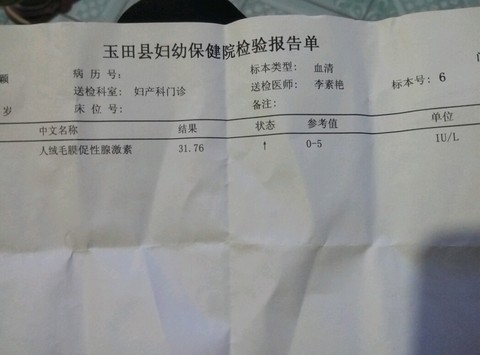 玉田县妇幼保健院检验报告单
颖 病 历 号: 标本类型: 血清
送检科室: 妇产科门诊 送检医师: 李素艳 标本号: 6
岁 床 位 号: 备注:
中文名称 结果 状态 参考值 单位
人绒毛膜促性腺激素 31.76 ↑ 0-5 IU/L